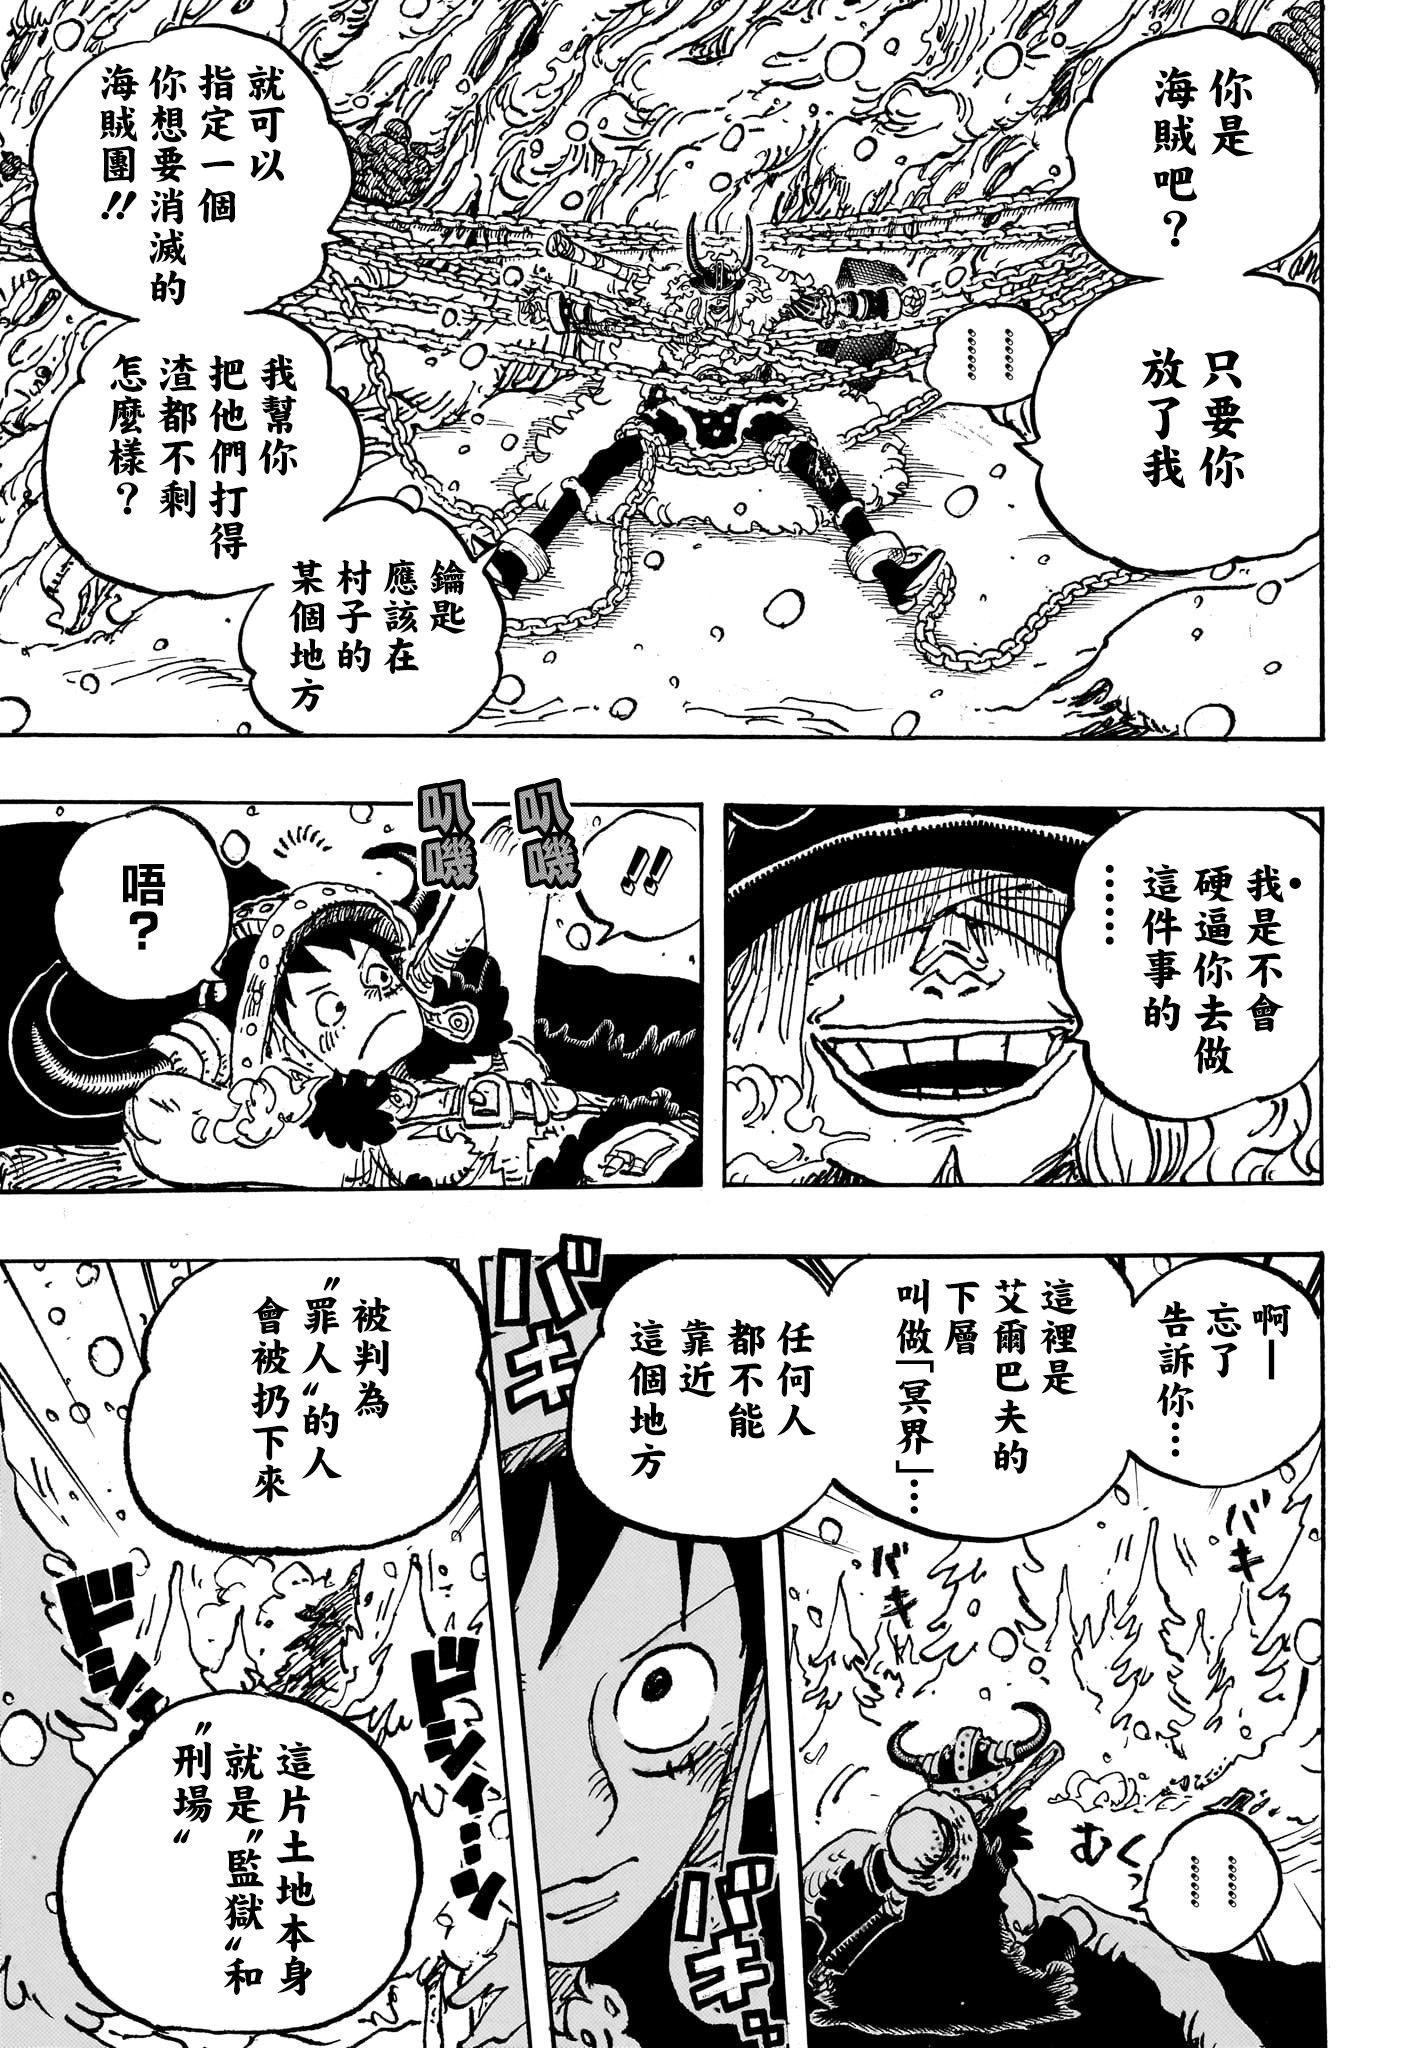 你是
海賊吧？
只要你
放了我
………
………
就可以
指定一個
你想要消滅的
海賊團!!
我幫你
把他們打得
渣都不剩
怎麼樣？
鑰匙
應該在
村子的
某個地方
我是不會
硬逼你去做
這件事的
……
!!
叽嘰
叽嘰
唔？
啊ー
忘了
告訴你…
這裡是
艾爾巴夫的
下層
叫做「冥界」…
任何人
都不能
靠近
這個地方
バキ
バキ
むくっ
………
………
バキ
バキ
被判為
〝罪人〟的人
會被扔下來
ドシン
ドシィン
這片土地本身
就是〝監獄〟和
〝刑場〟